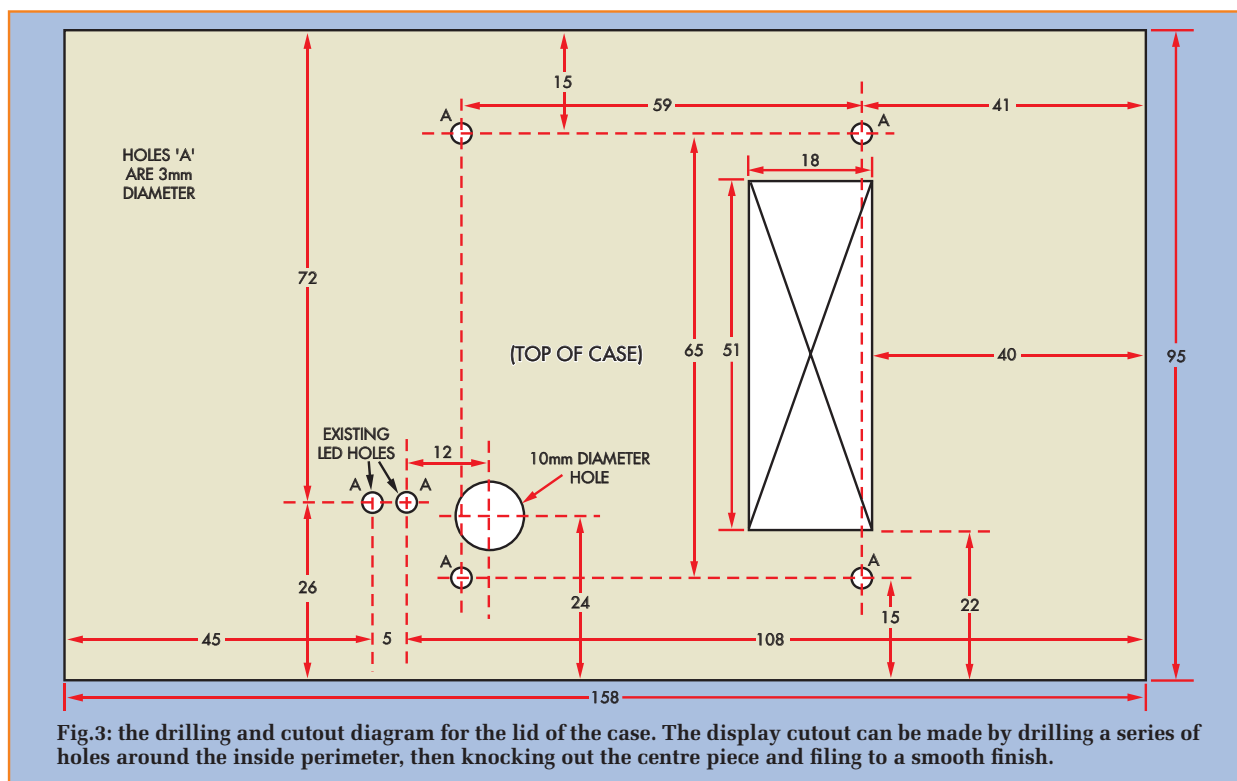 15
59
41
A
A
HOLES 'A'
ARE 3mm
DIAMETER
18
72
(TOP OF CASE)
65
51
40
95
EXISTING
LED HOLES
12
10mm DIAMETER
HOLE
A
A
A
A
26
24
15
22
45
5
108
158
Fig.3: the drilling and cutout diagram for the lid of the case. The display cutout can be made by drilling a series of
holes around the inside perimeter, then knocking out the centre piece and filing to a smooth finish.